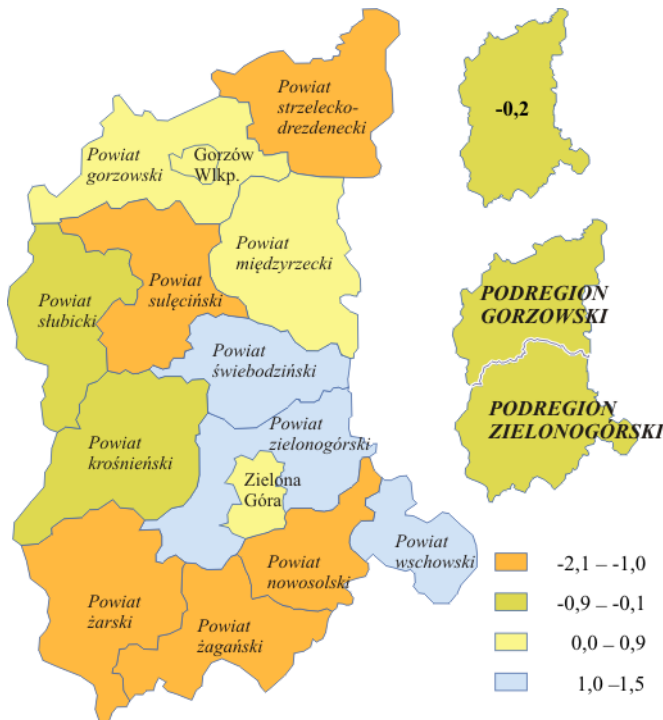 Powiat
strzelecko-
drezdenecki
-0,2
Powiat
gorzowski
Gorzów
Wlkp.
Powiat
międzyrzecki
Powiat
sulęciński
Powiat
słubicki
PODREGION
GORZOWSKI
Powiat
świebodziński
Powiat
zielonogórski
PODREGION
ZIELONOGÓRSKI
Powiat
krośnieński
Zielona
Góra
Powiat
wschowski
Powiat
nowosolski
Powiat
żarski
Powiat
żagański
-2,1 – -1,0
-0,9 – -0,1
0,0 – 0,9
1,0 –1,5